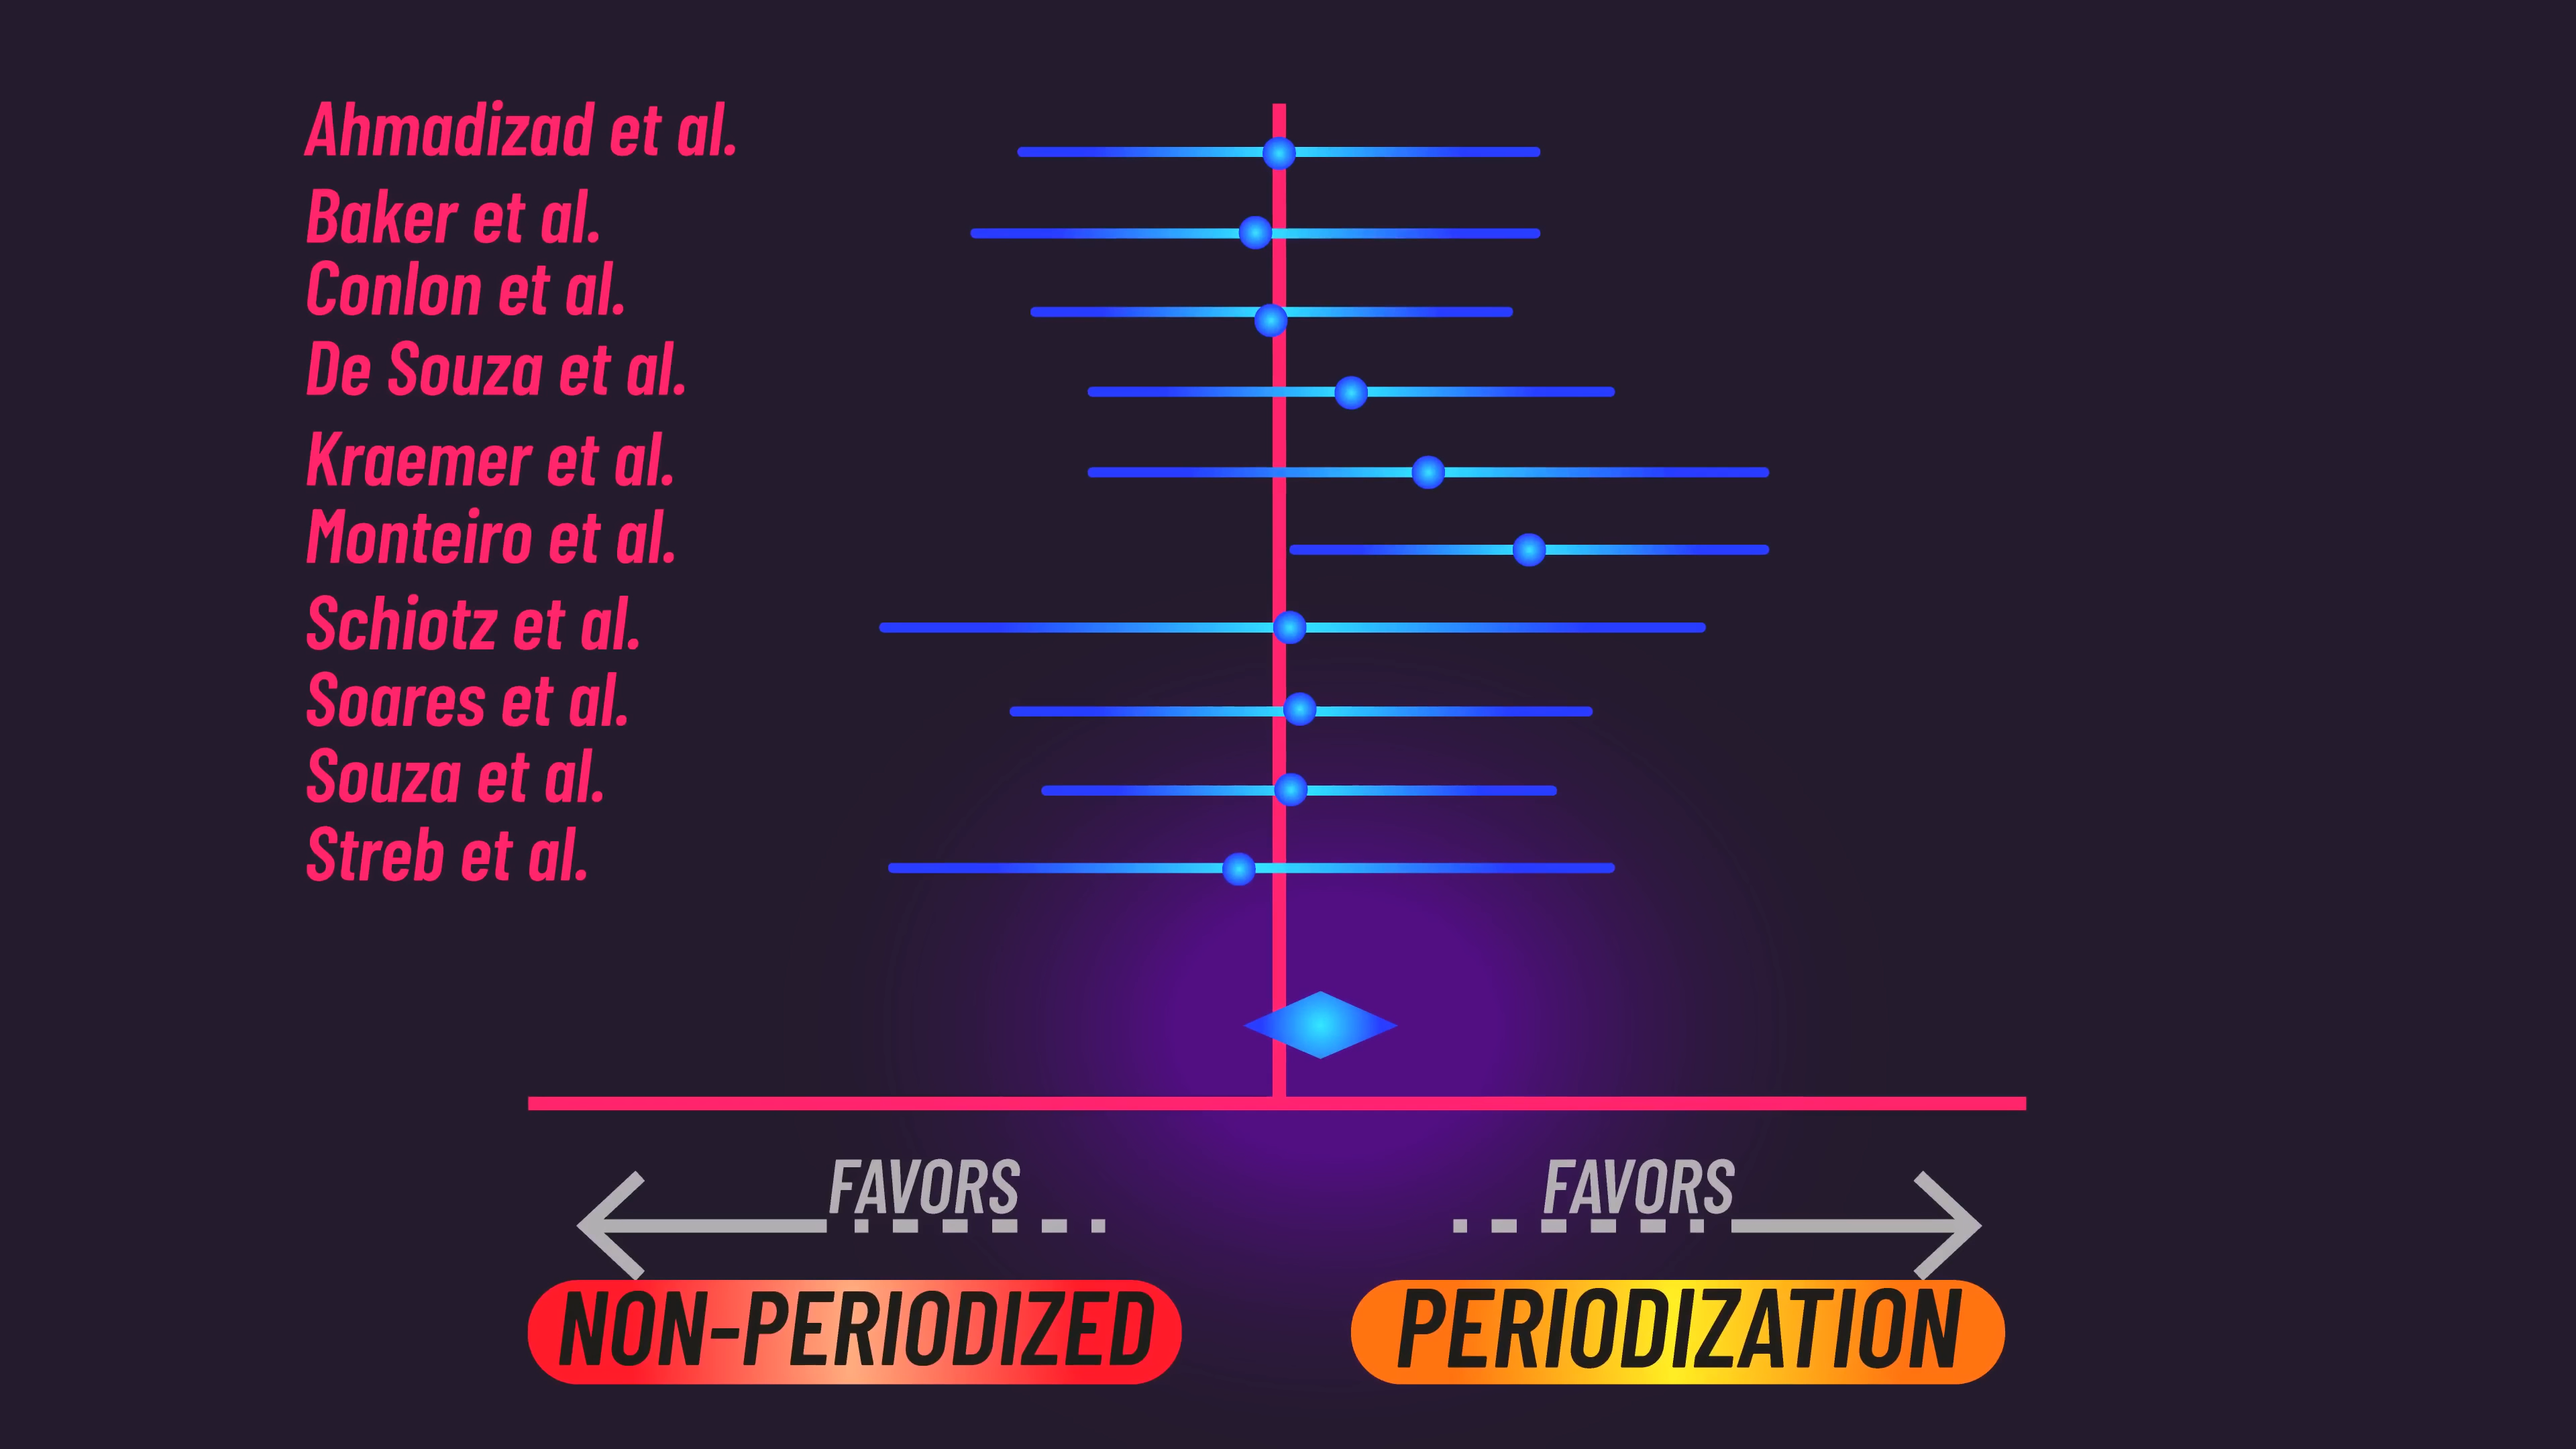 Ahmadizad et al.
Baker et al.
Conlon et al.
De Souza et al.
Kraemer et al.
Monteiro et al.
Schiotz et al.
Soares et al.
Souza et al.
Streb et al.
FAVORS
FAVORS
NON-PERIODIZED
PERIODIZATION